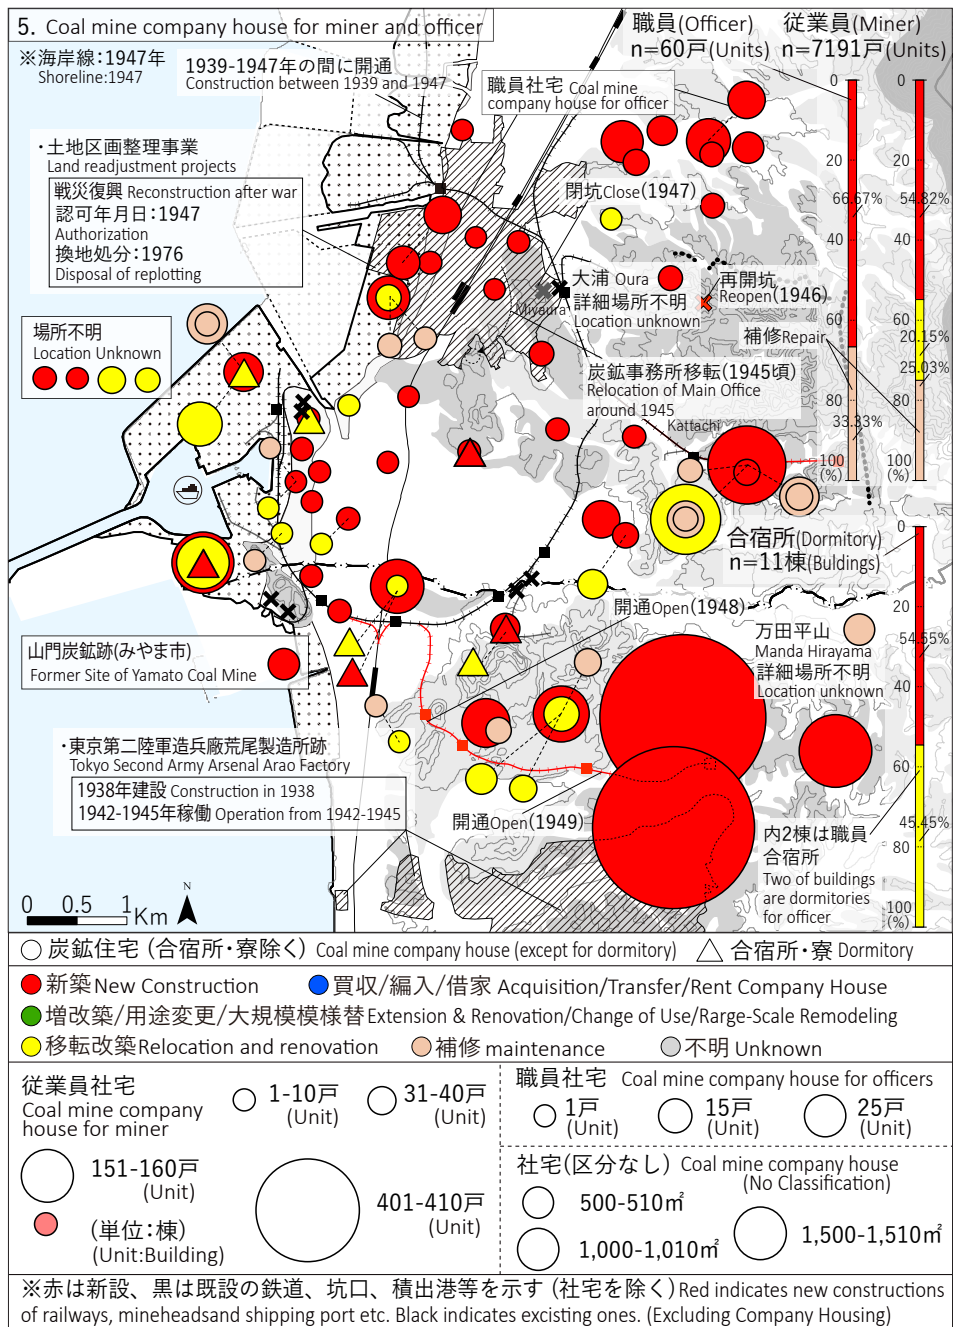 5. Coal mine company house for miner and officer
※海岸線：1947年
Shoreline:1947
1939-1947年の間に開通
Construction between 1939 and 1947
職員社宅 Coal mine
company house for officer
職員(Officer)
n=60戸(Units)
従業員(Miner)
n=7191戸(Units)
・土地区画整理事業
Land readjustment projects
戦災復興 Reconstruction after war
認可年月日：1947
Authorization
換地処分：1976
Disposal of replotting
閉坑Close(1947)
大浦 Oura
詳細場所不明
Location unknown
再開坑
Reopen(1946)
Miyaura
補修Repair
場所不明
Location Unknown
炭鉱事務所移転(1945頃)
Relocation of Main Office
around 1945
Kattachi
0
20
40
60
80
100
(%)
66.67%
33.33%
0
20
40
60
80
100
(%)
54.82%
20.15%
25.03%
合宿所(Dormitory)
n=11棟(Buldings)
0
20
40
60
80
100
(%)
54.55%
45.45%
開通Open(1948)
万田平山
Manda Hirayama
詳細場所不明
Location unknown
山門炭鉱跡(みやま市)
Former Site of Yamato Coal Mine
・東京第二陸軍造兵廠荒尾製造所跡
Tokyo Second Army Arsenal Arao Factory
1938年建設 Construction in 1938
1942-1945年稼働 Operation from 1942-1945
開通Open(1949)
内2棟は職員
合宿所
Two of buildings
are dormitories
for officer
0 0.5 1Km
N
炭鉱住宅 (合宿所・寮除く) Coal mine company house (except for dormitory) 合宿所・寮 Dormitory
新築 New Construction 買収/編入/借家 Acquisition/Transfer/Rent Company House
増改築/用途変更/大規模模様替 Extension & Renovation/Change of Use/Rarge-Scale Remodeling
移転改築Relocation and renovation 補修 maintenance 不明 Unknown
従業員社宅
Coal mine company
house for miner
1-10戸
(Unit)
31-40戸
(Unit)
151-160戸
(Unit)
401-410戸
(Unit)
(単位：棟)
(Unit:Building)
職員社宅 Coal mine company house for officers
1戸
(Unit)
15戸
(Unit)
25戸
(Unit)
社宅(区分なし) Coal mine company house
(No Classification)
500-510㎡
1,000-1,010㎡
1,500-1,510㎡
※赤は新設、黒は既設の鉄道、坑口、積出港等を示す (社宅を除く) Red indicates new constructions
of railways, mineheadsand shipping port etc. Black indicates excisting ones. (Excluding Company Housing)